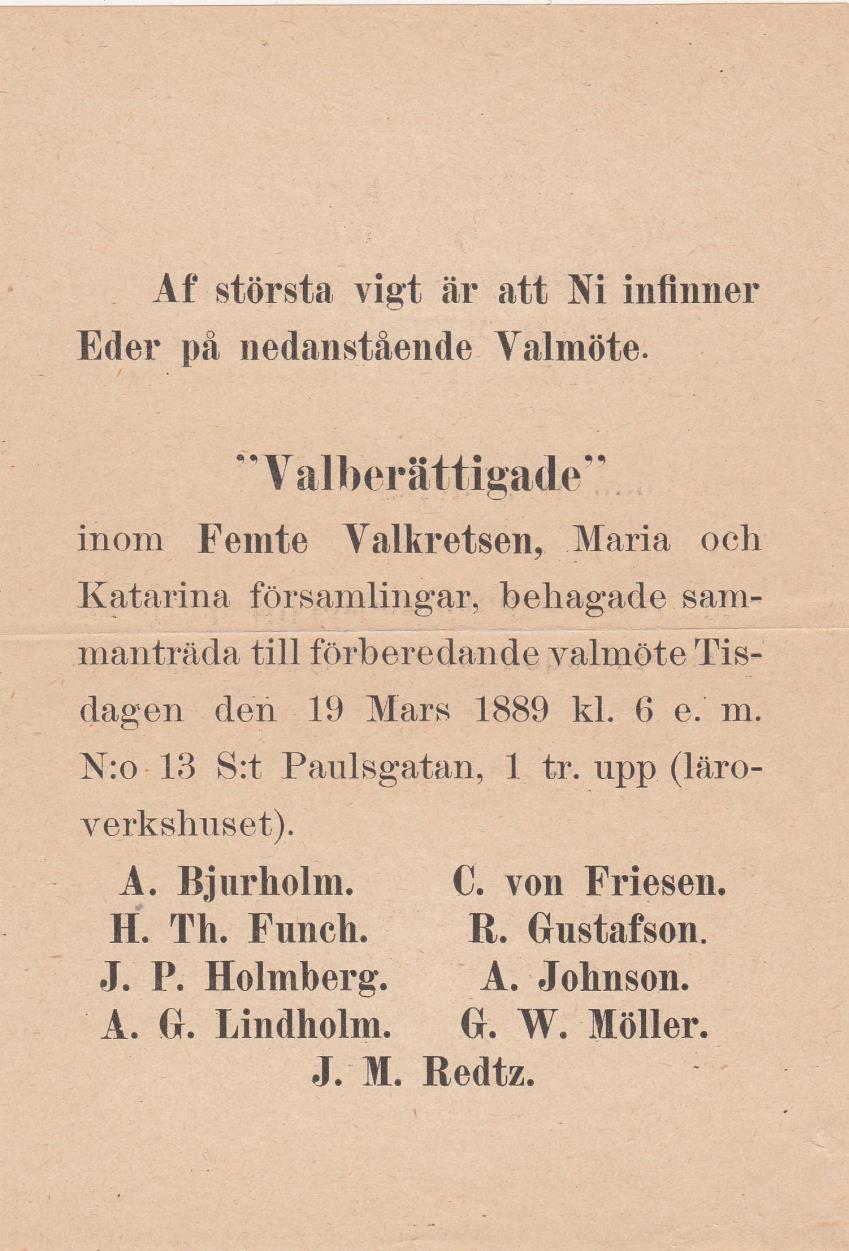 Af största vigt är att Ni infinner
Eder på nedanstående Valmöte.
”Valberättigade”
inom Femte Valkretsen, Maria och
Katarina församlingar, behagade sam-
manträda till förberedande valmöte Tis-
dagen den 19 Mars 1889 kl. 6 e. m.
N:o 13 S:t Paulsgatan, 1 tr. upp (läro-
verkshuset).
A. Bjurholm. C. von Friesen.
H. Th. Funch. R. Gustafson.
J. P. Holmberg. A. Johnson.
A. G. Lindholm. G. W. Möller.
J. M. Redtz.